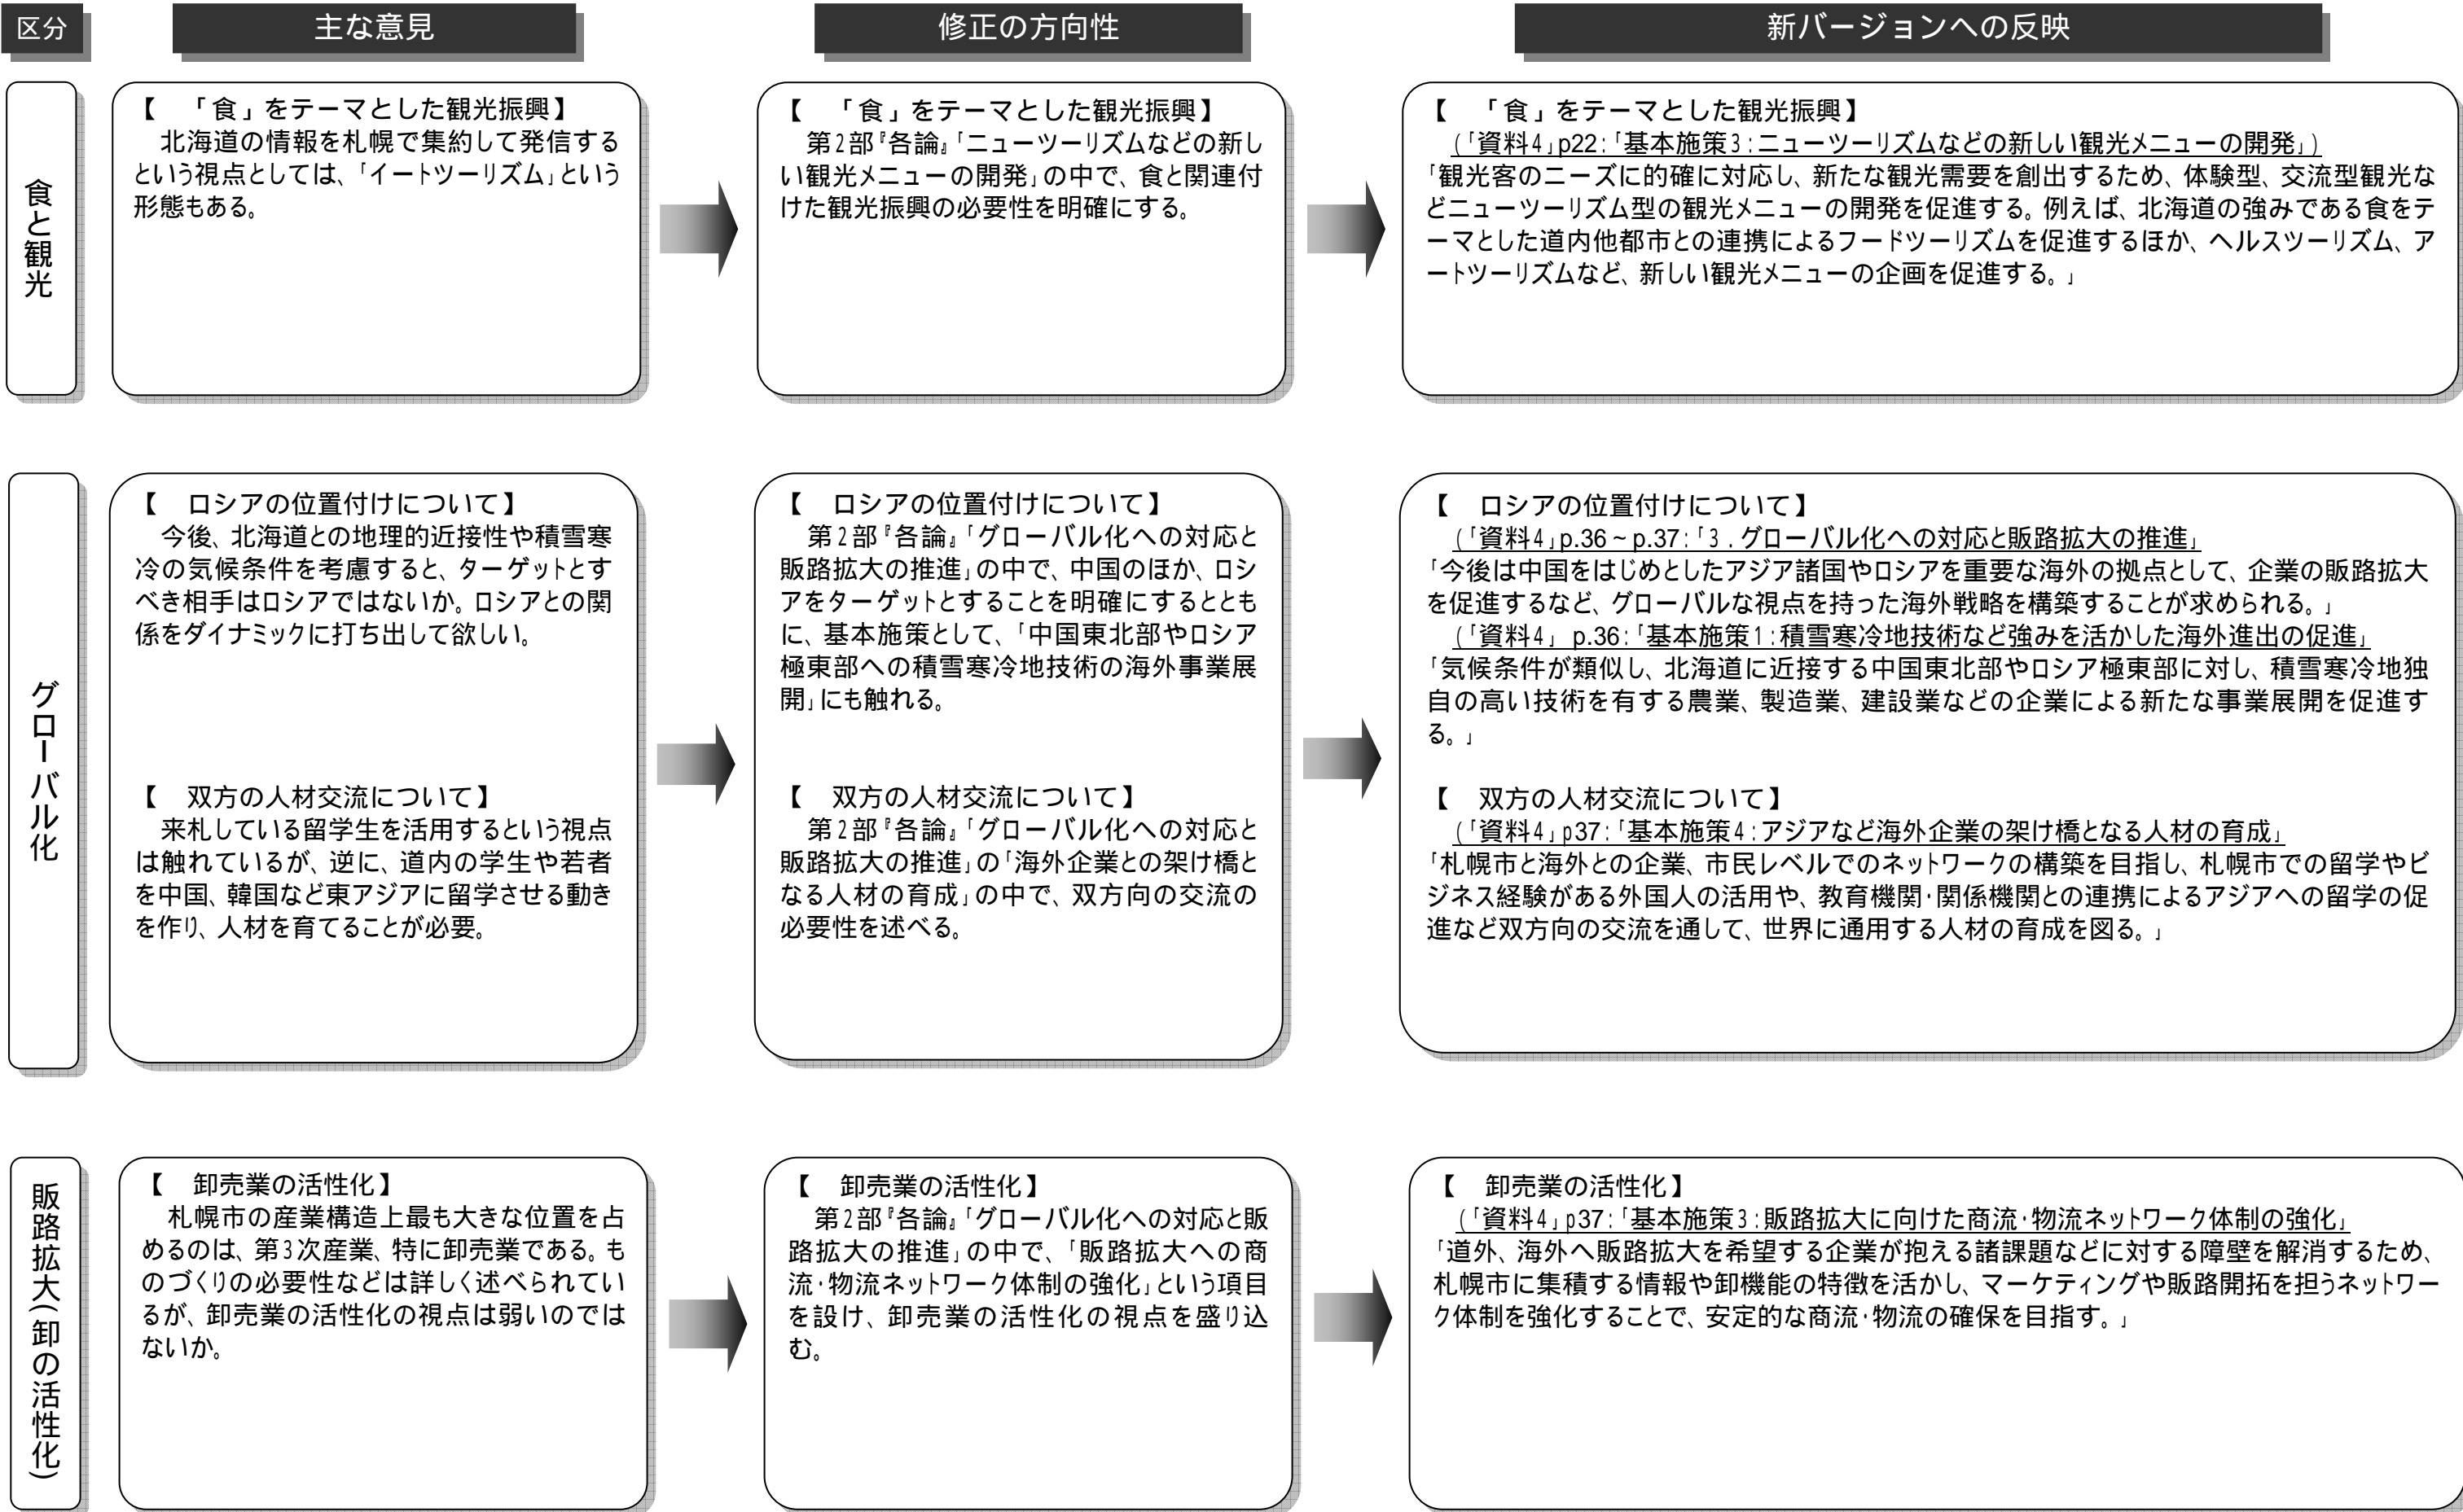 区分
主な意見
修正の方向性
新バージョンへの反映
食と観光
【　「食」をテーマとした観光振興】
北海道の情報を札幌で集約して発信する
という視点としては、「イートツーリズム」という
形態もある。
【　「食」をテーマとした観光振興】
第2部『各論』「ニューツーリズムなどの新し
い観光メニューの開発」の中で、食と関連付
けた観光振興の必要性を明確にする。
【　「食」をテーマとした観光振興】
（「資料4」p22：「基本施策3：ニューツーリズムなどの新しい観光メニューの開発」）
「観光客のニーズに的確に対応し、新たな観光需要を創出するため、体験型、交流型観光な
どニューツーリズム型の観光メニューの開発を促進する。例えば、北海道の強みである食をテ
ーマとした道内他都市との連携によるフードツーリズムを促進するほか、ヘルスツーリズム、ア
ートツーリズムなど、新しい観光メニューの企画を促進する。」
グローバル化
【　ロシアの位置付けについて】
今後、北海道との地理的近接性や積雪寒
冷の気候条件を考慮すると、ターゲットとす
べき相手はロシアではないか。ロシアとの関
係をダイナミックに打ち出して欲しい。
【　双方の人材交流について】
来札している留学生を活用するという視点
は触れているが、逆に、道内の学生や若者
を中国、韓国など東アジアに留学させる動き
を作り、人材を育てることが必要。
【　ロシアの位置付けについて】
第2部『各論』「グローバル化への対応と
販路拡大の推進」の中で、中国のほか、ロシ
アをターゲットとすることを明確にするととも
に、基本施策として、「中国東北部やロシア
極東部への積雪寒冷地技術の海外事業展
開」にも触れる。
【　双方の人材交流について】
第2部『各論』「グローバル化への対応と
販路拡大の推進」の「海外企業との架け橋と
なる人材の育成」の中で、双方向の交流の
必要性を述べる。
【　ロシアの位置付けについて】
（「資料4」p.36～p.37：「3．グローバル化への対応と販路拡大の推進」
「今後は中国をはじめとしたアジア諸国やロシアを重要な海外の拠点として、企業の販路拡大
を促進するなど、グローバルな視点を持った海外戦略を構築することが求められる。」
（「資料4」 p.36：「基本施策1：積雪寒冷地技術など強みを活かした海外進出の促進」
「気候条件が類似し、北海道に近接する中国東北部やロシア極東部に対し、積雪寒冷地独
自の高い技術を有する農業、製造業、建設業などの企業による新たな事業展開を促進す
る。」
【　双方の人材交流について】
（「資料4」p37：「基本施策4：アジアなど海外企業の架け橋となる人材の育成」
「札幌市と海外との企業、市民レベルでのネットワークの構築を目指し、札幌市での留学やビ
ジネス経験がある外国人の活用や、教育機関・関係機関との連携によるアジアへの留学の促
進など双方向の交流を通して、世界に通用する人材の育成を図る。」
販路拡大（卸の活性化）
【　卸売業の活性化】
札幌市の産業構造上最も大きな位置を占
めるのは、第3次産業、特に卸売業である。も
のづくりの必要性などは詳しく述べられてい
るが、卸売業の活性化の視点は弱いのでは
ないか。
【　卸売業の活性化】
第2部『各論』「グローバル化への対応と販
路拡大の推進」の中で、「販路拡大への商
流・物流ネットワーク体制の強化」という項目
を設け、卸売業の活性化の視点を盛り込
む。
【　卸売業の活性化】
（「資料4」p37：「基本施策3：販路拡大に向けた商流・物流ネットワーク体制の強化」
「道外、海外へ販路拡大を希望する企業が抱える諸課題などに対する障壁を解消するため、
札幌市に集積する情報や卸機能の特徴を活かし、マーケティングや販路開拓を担うネットワー
ク体制を強化することで、安定的な商流・物流の確保を目指す。」